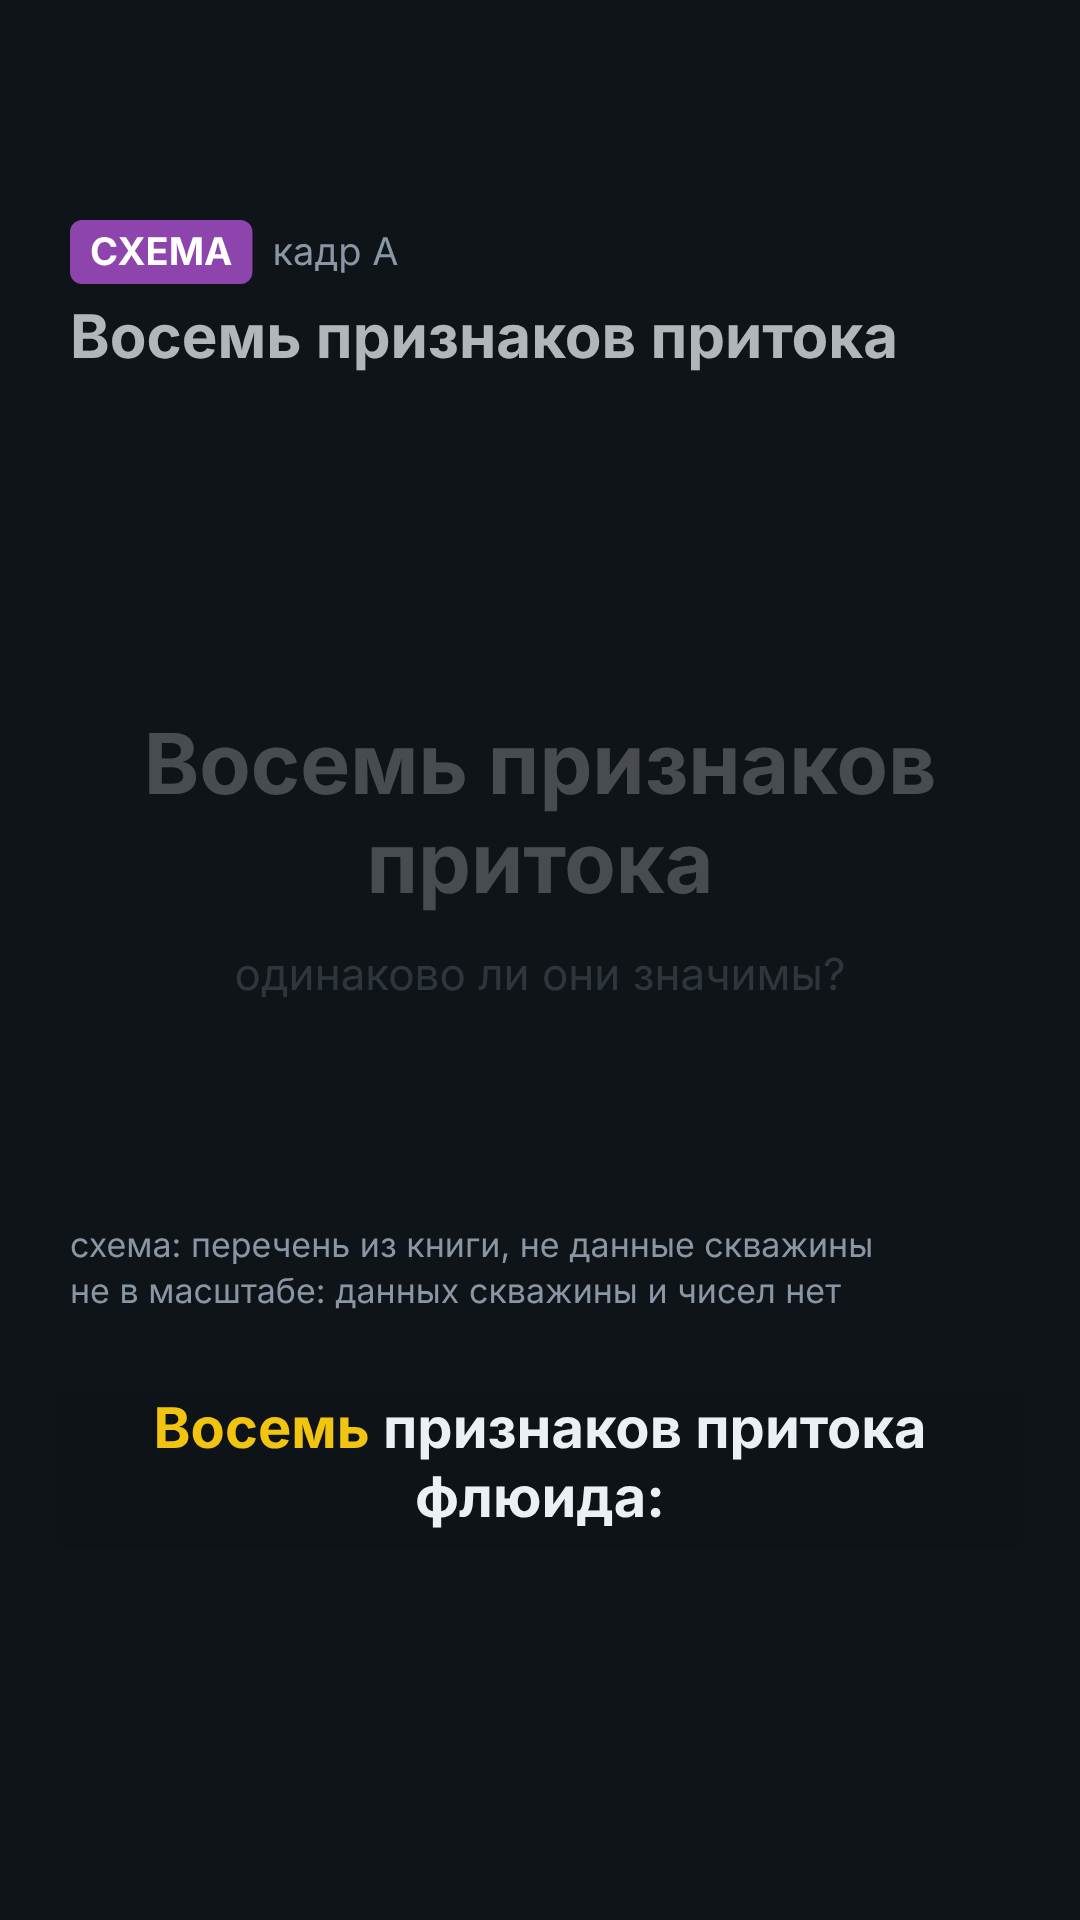 СХЕМА кадр А
Восемь признаков притока
Восемь признаков
притока
одинаково ли они значимы?
схема: перечень из книги, не данные скважины
не в масштабе: данных скважины и чисел нет
Восемь признаков притока
флюида: